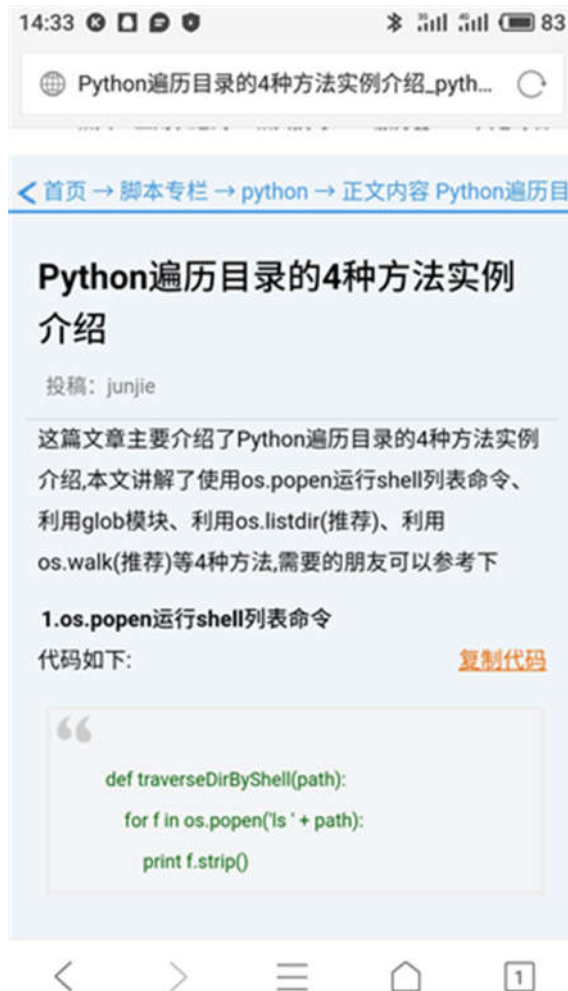 14:33
83
Python遍历目录的4种方法实例介绍_pyth...
首页 → 脚本专栏 → python → 正文内容 Python遍历目
Python遍历目录的4种方法实例
介绍
投稿：junjie
这篇文章主要介绍了Python遍历目录的4种方法实例
介绍,本文讲解了使用os.popen运行shell列表命令、
利用glob模块、利用os.listdir(推荐)、利用
os.walk(推荐)等4种方法,需要的朋友可以参考下
1.os.popen运行shell列表命令
代码如下:
复制代码
def traverseDirByShell(path):
for f in os.popen('ls ' + path):
print f.strip()
1